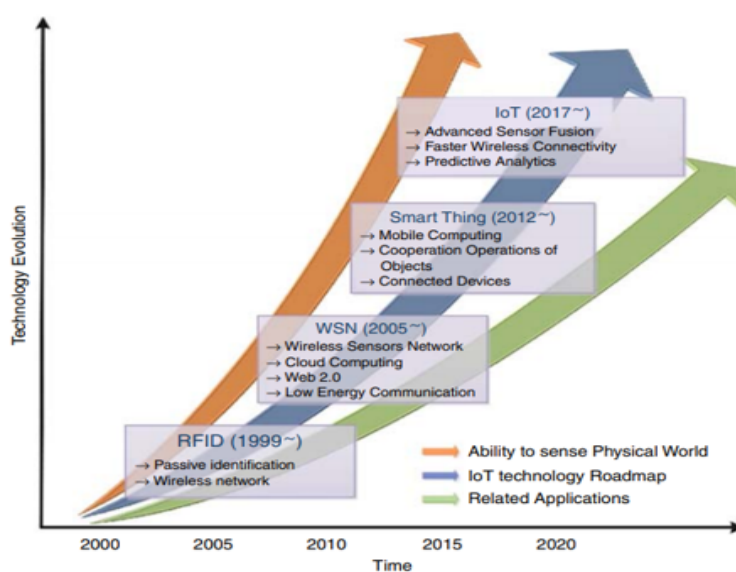 IoT (2017~)
→ Advanced Sensor Fusion
→ Faster Wireless Connectivity
→ Predictive Analytics
Smart Thing (2012~)
→ Mobile Computing
→ Cooperation Operations of
Objects
→ Connected Devices
WSN (2005~)
→ Wireless Sensors Network
→ Cloud Computing
→ Web 2.0
→ Low Energy Communication
RFID (1999~)
→ Passive identification
→ Wireless network
Ability to sense Physical World
IoT technology Roadmap
Related Applications
Technology Evolution
2000 2005 2010 2015 2020
Time